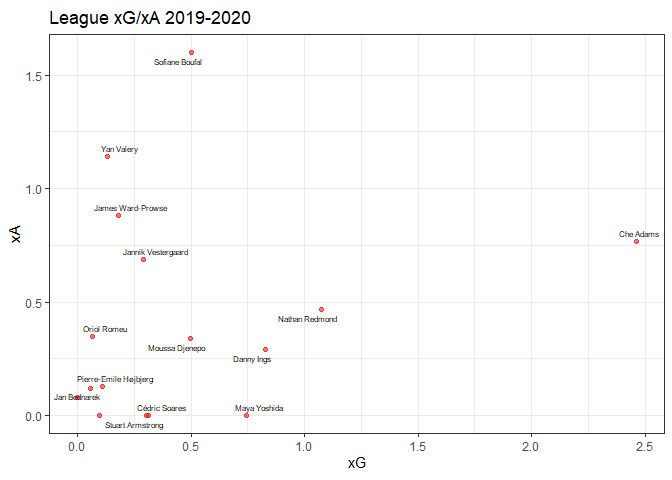 League xG/xA 2019-2020
1.5
1.0
0.5
0.0
xA
Sofiane Boufal
Yan Valery
James Ward-Prowse
Jannik Vestergaard
Che Adams
Nathan Redmond
Oriol Romeu
Moussa Djenepo
Danny Ings
Pierre-Emile Højbjerg
Jan Bednarek
Cédric Soares
Maya Yoshida
Stuart Armstrong
0.0 0.5 1.0 1.5 2.0 2.5
xG